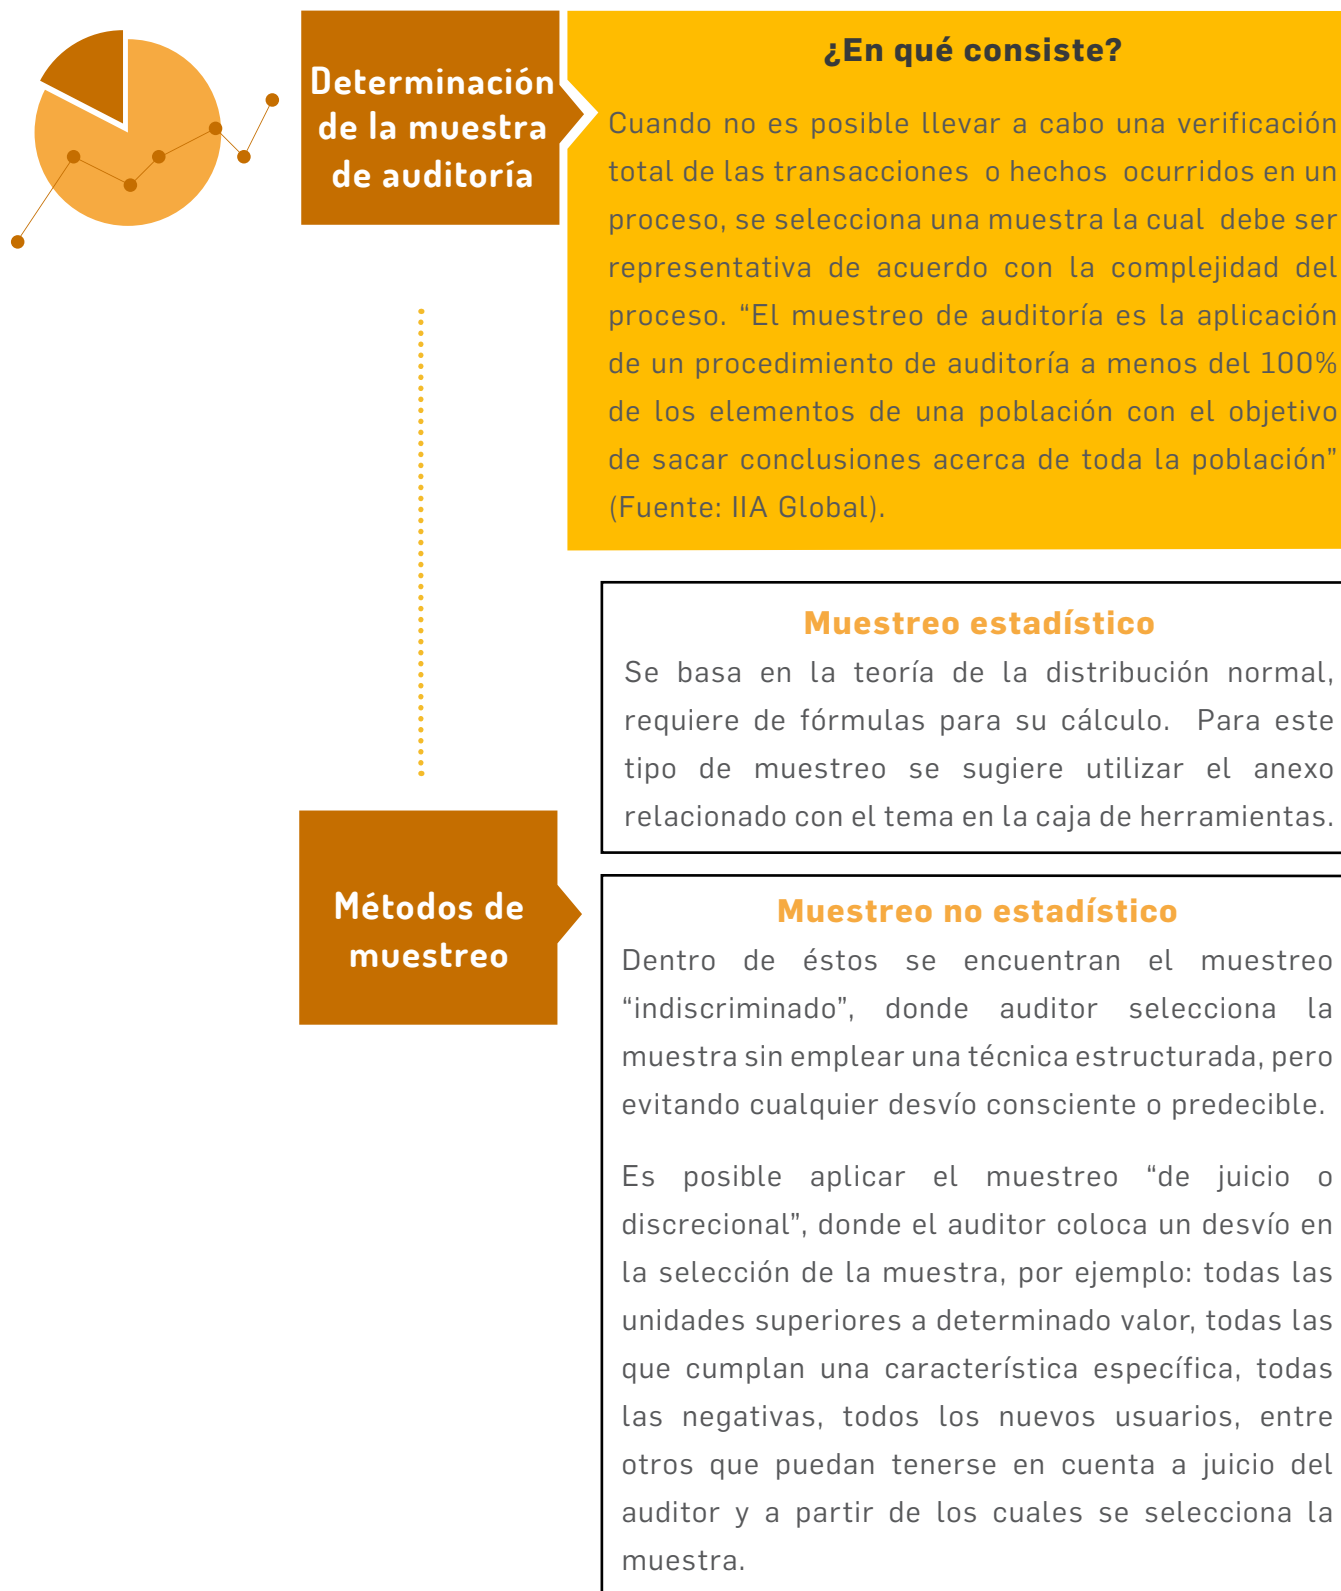 Determinación
de la muestra
de auditoría
¿En qué consiste?
Cuando no es posible llevar a cabo una verificación
total de las transacciones o hechos ocurridos en un
proceso, se selecciona una muestra la cual debe ser
representativa de acuerdo con la complejidad del
proceso. “El muestreo de auditoría es la aplicación
de un procedimiento de auditoría a menos del 100%
de los elementos de una población con el objetivo
de sacar conclusiones acerca de toda la población”
(Fuente: IIA Global).
Métodos de
muestreo
Muestreo estadístico
Se basa en la teoría de la distribución normal,
requiere de fórmulas para su cálculo. Para este
tipo de muestreo se sugiere utilizar el anexo
relacionado con el tema en la caja de herramientas.
Muestreo no estadístico
Dentro de éstos se encuentran el muestreo
“indiscriminado”, donde auditor selecciona la
muestra sin emplear una técnica estructurada, pero
evitando cualquier desvío consciente o predecible.
Es posible aplicar el muestreo “de juicio o
discrecional”, donde el auditor coloca un desvío en
la selección de la muestra, por ejemplo: todas las
unidades superiores a determinado valor, todas las
que cumplan una característica específica, todas
las negativas, todos los nuevos usuarios, entre
otros que puedan tenerse en cuenta a juicio del
auditor y a partir de los cuales se selecciona la
muestra.